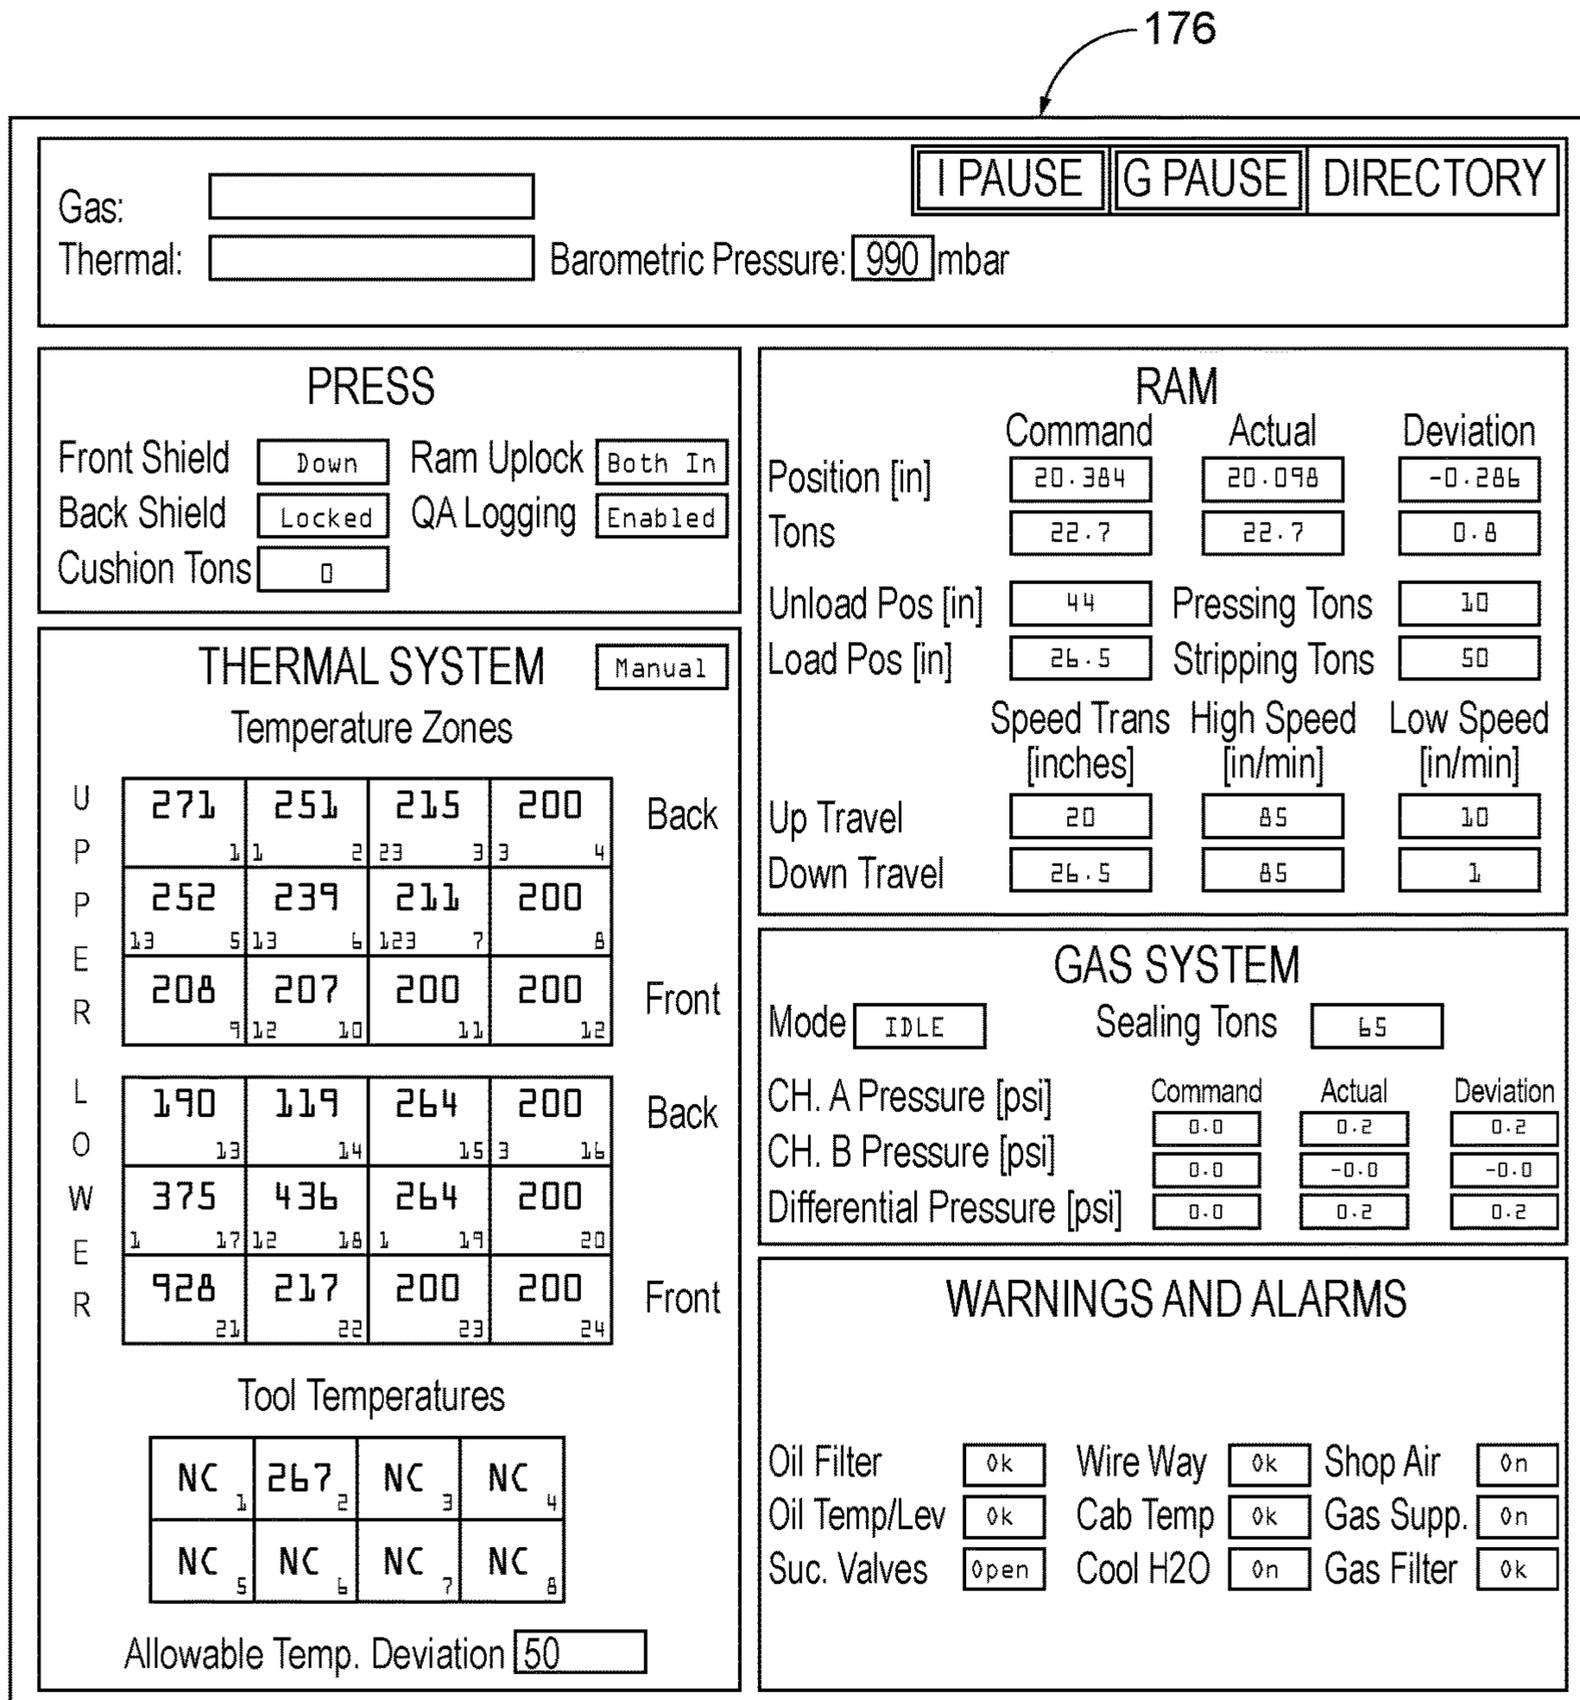 176
I PAUSE G PAUSE DIRECTORY
Gas:
Thermal: Barometric Pressure: 990 mbar
PRESS
Front Shield Down Ram Uplock Both In
Back Shield Locked QA Logging Enabled
Cushion Tons 0
THERMAL SYSTEM Manual
Temperature Zones
UPPER
271 251 215 200 Back
1 1 2 23 3 3 4
252 239 211 200
13 5 13 6 123 7 8
208 207 200 200 Front
9 12 10 11 12
LOWER
190 119 264 200 Back
13 14 15 3 16
375 436 264 200
1 17 12 18 1 19 20
928 217 200 200 Front
21 22 23 24
Tool Temperatures
NC 1 267 2 NC 3 NC 4
NC 5 NC 6 NC 7 NC 8
Allowable Temp. Deviation 50
RAM
Command Actual Deviation
Position [in] 20.384 20.098 -0.286
Tons 22.7 22.7 0.8
Unload Pos [in] 44 Pressing Tons 10
Load Pos [in] 26.5 Stripping Tons 50
Speed Trans High Speed Low Speed
[inches] [in/min] [in/min]
Up Travel 20 85 10
Down Travel 26.5 85 1
GAS SYSTEM
Mode IDLE Sealing Tons 65
Command Actual Deviation
CH. A Pressure [psi] 0.0 0.2 0.2
CH. B Pressure [psi] 0.0 -0.0 -0.0
Differential Pressure [psi] 0.0 0.2 0.2
WARNINGS AND ALARMS
Oil Filter Ok Wire Way Ok Shop Air On
Oil Temp/Lev Ok Cab Temp Ok Gas Supp. On
Suc. Valves Open Cool H2O On Gas Filter Ok